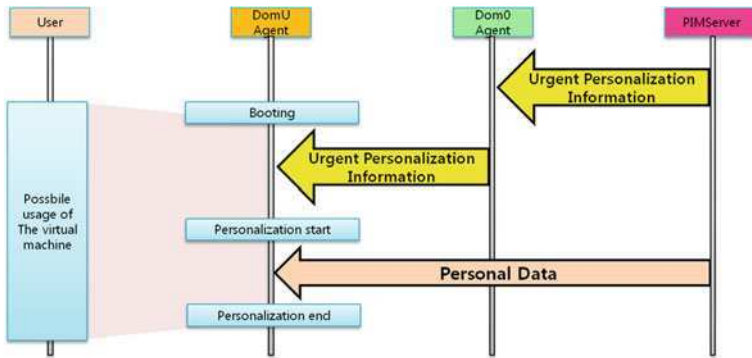 User
DomU
Agent
Dom0
Agent
PIMServer
Urgent Personalization
Information
Booting
Urgent Personalization
Information
Possbile
usage of
The virtual
machine
Personalization start
Personal Data
Personalization end